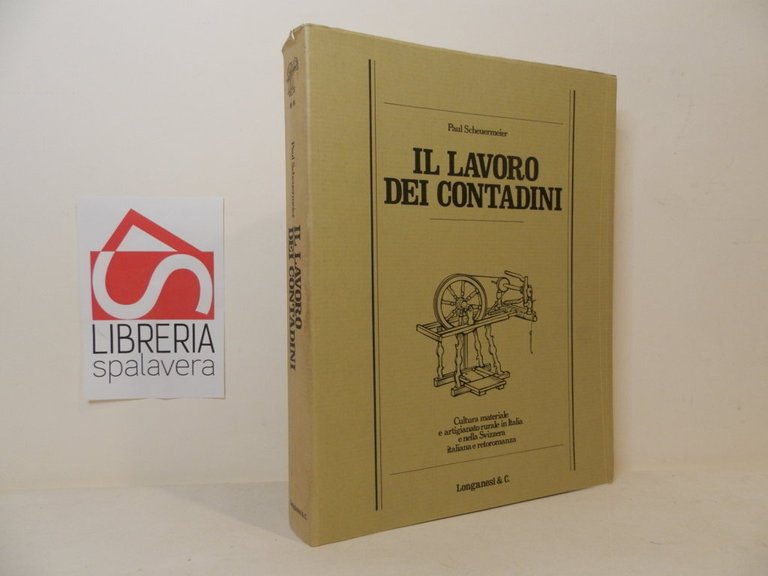 LIBRERIA
spalavera
Paul Scheuermeier
IL LAVORO
DEI CONTADINI
Paul Scheuermeier
IL LAVORO
DEI CONTADINI
Cultura materiale
e artigianato rurale in Italia
e nella Svizzera
italiana e retoromanza
Longanesi & C.